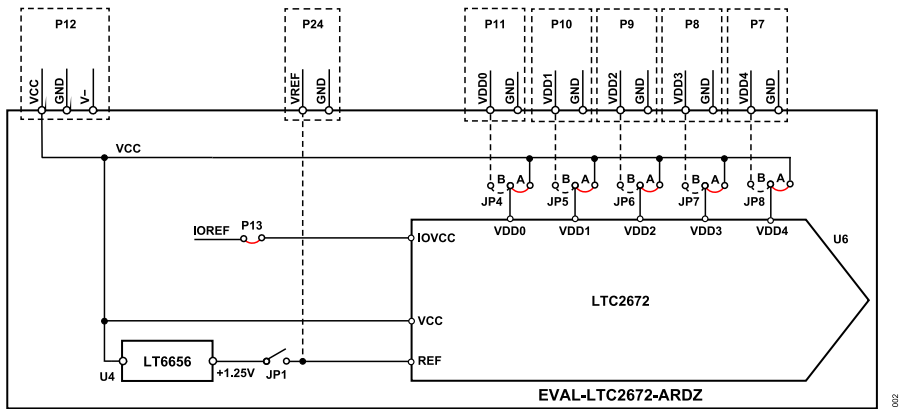 P12
P24
P11
P10
P9
P8
P7
VCC
GND
V–
VREF
GND
VDD0
GND
VDD1
GND
VDD2
GND
VDD3
GND
VDD4
GND
VCC
B A
JP4
B A
JP5
B A
JP6
B A
JP7
B A
JP8
VDD0
VDD1
VDD2
VDD3
VDD4
U6
IOREF
P13
IOVCC
LTC2672
VCC
LT6656
U4
+1.25V
JP1
REF
EVAL-LTC2672-ARDZ
002